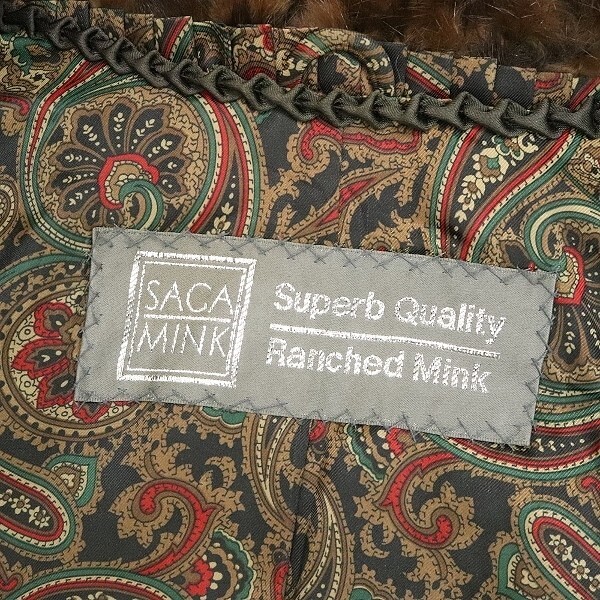 SAGA
MINK
Superb Quality
Ranched Mink